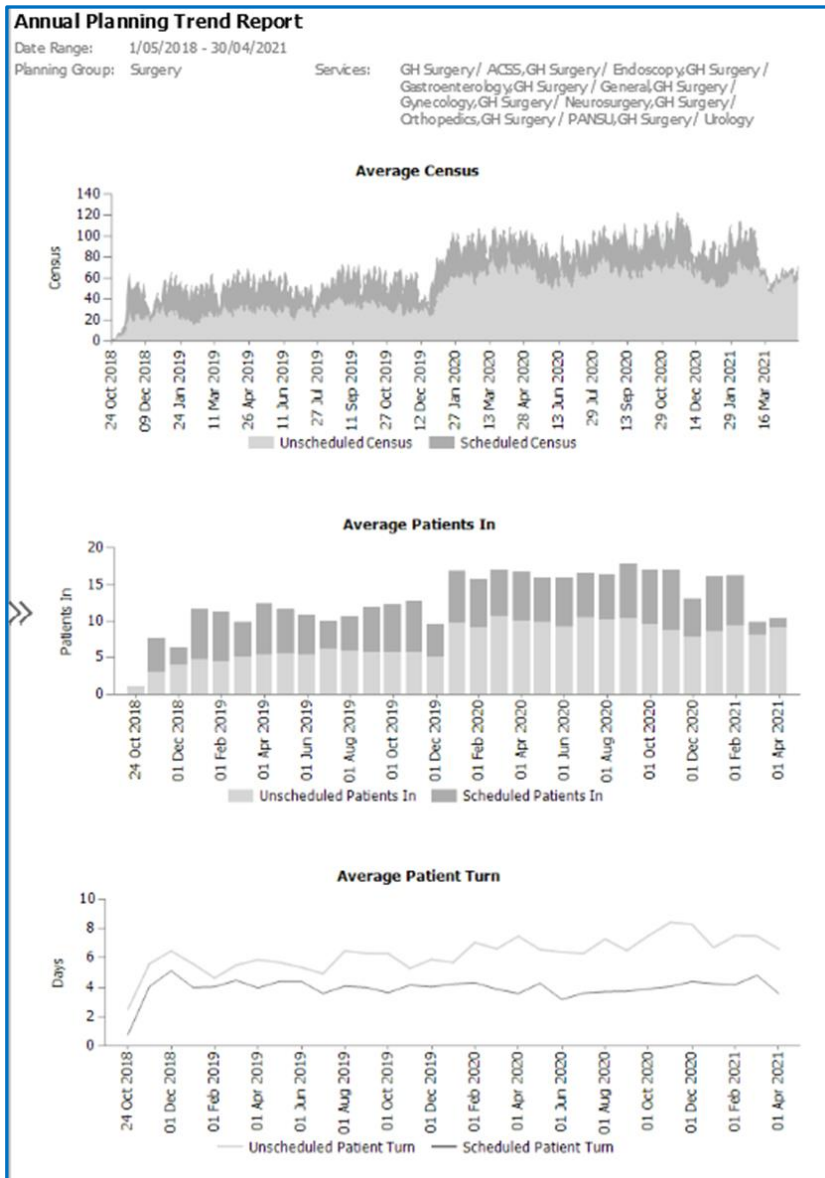 Annual Planning Trend Report
Date Range: 1/05/2018 - 30/04/2021
Planning Group: Surgery Services: GH Surgery / ACSS,GH Surgery / Endoscopy,GH Surgery /
Gastroenterology,GH Surgery / General,GH Surgery /
Gynecology,GH Surgery / Neurosurgery,GH Surgery /
Orthopedics,GH Surgery / PANSU,GH Surgery / Urology
Average Census
140
120
100
80
60
40
20
0
Census
24 Oct 2018
09 Dec 2018
24 Jan 2019
11 Mar 2019
26 Apr 2019
11 Jun 2019
27 Jul 2019
11 Sep 2019
27 Oct 2019
12 Dec 2019
27 Jan 2020
13 Mar 2020
28 Apr 2020
13 Jun 2020
29 Jul 2020
13 Sep 2020
29 Oct 2020
14 Dec 2020
29 Jan 2021
16 Mar 2021
Unscheduled Census Scheduled Census
Average Patients In
20
15
10
5
0
Patients In
24 Oct 2018
01 Dec 2018
01 Feb 2019
01 Apr 2019
01 Jun 2019
01 Aug 2019
01 Oct 2019
01 Dec 2019
01 Feb 2020
01 Apr 2020
01 Jun 2020
01 Aug 2020
01 Oct 2020
01 Dec 2020
01 Feb 2021
01 Apr 2021
Unscheduled Patients In Scheduled Patients In
Average Patient Turn
10
8
6
4
2
0
Days
24 Oct 2018
01 Dec 2018
01 Feb 2019
01 Apr 2019
01 Jun 2019
01 Aug 2019
01 Oct 2019
01 Dec 2019
01 Feb 2020
01 Apr 2020
01 Jun 2020
01 Aug 2020
01 Oct 2020
01 Dec 2020
01 Feb 2021
01 Apr 2021
Unscheduled Patient Turn Scheduled Patient Turn